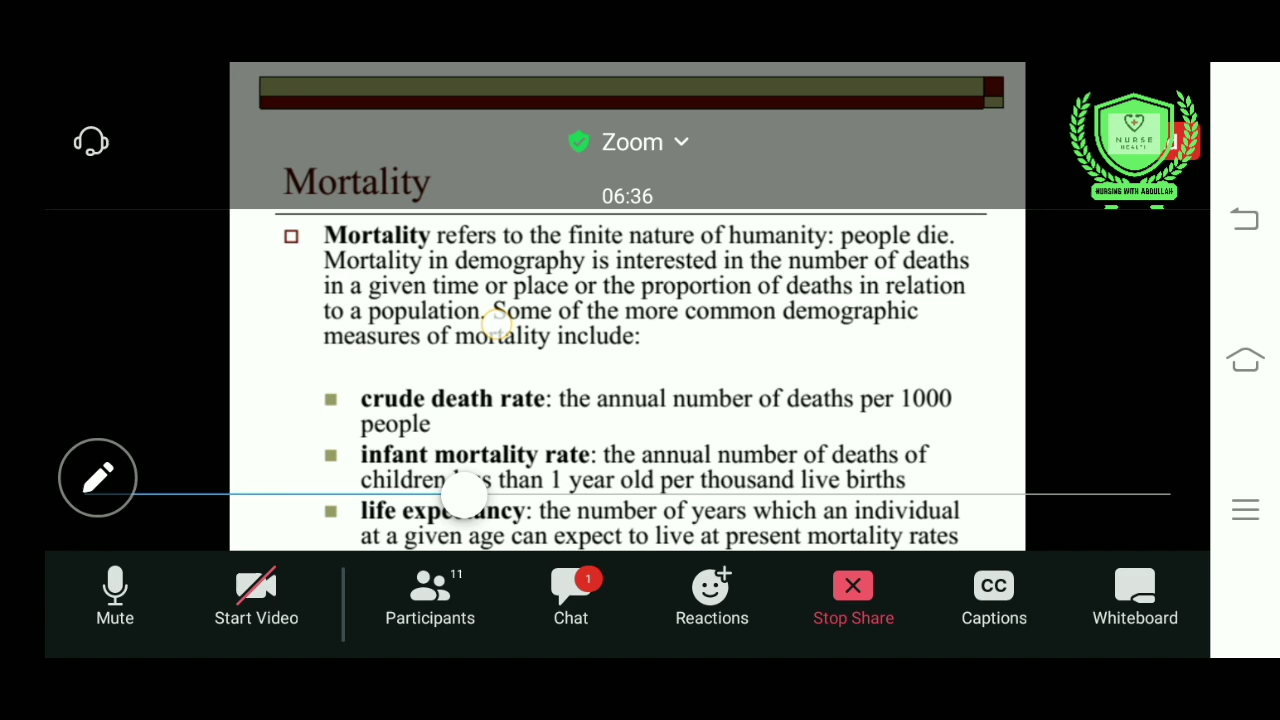 Zoom
06:36
NURSE
HEALTH
NURSING WITH ABDULLAH
Mortality
Mortality refers to the finite nature of humanity: people die.
Mortality in demography is interested in the number of deaths
in a given time or place or the proportion of deaths in relation
to a population. Some of the more common demographic
measures of mortality include:
crude death rate: the annual number of deaths per 1000
people
infant mortality rate: the annual number of deaths of
children less than 1 year old per thousand live births
life expectancy: the number of years which an individual
at a given age can expect to live at present mortality rates
Mute
Start Video
11
Participants
1
Chat
Reactions
Stop Share
CC
Captions
Whiteboard